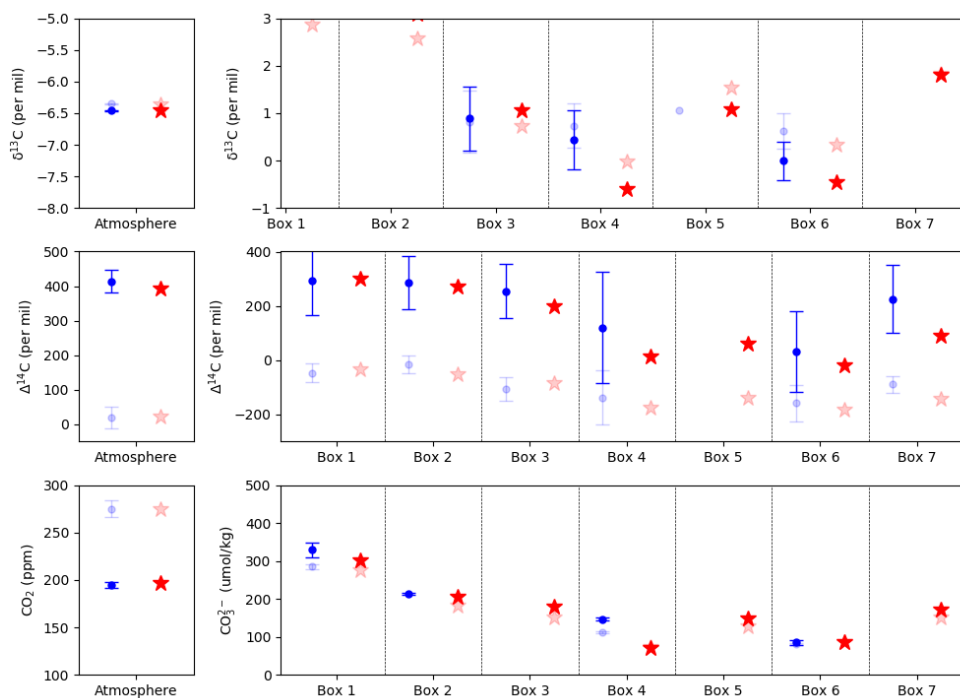 δ¹³C (per mil)
−5.0
−5.5
−6.0
−6.5
−7.0
−7.5
−8.0
Atmosphere
δ¹³C (per mil)
3
2
1
0
−1
Box 1 Box 2 Box 3 Box 4 Box 5 Box 6 Box 7
Δ¹⁴C (per mil)
500
400
300
200
100
0
Atmosphere
Δ¹⁴C (per mil)
400
200
0
−200
Box 1 Box 2 Box 3 Box 4 Box 5 Box 6 Box 7
CO₂ (ppm)
300
250
200
150
100
Atmosphere
CO₃²⁻ (umol/kg)
500
400
300
200
100
0
Box 1 Box 2 Box 3 Box 4 Box 5 Box 6 Box 7